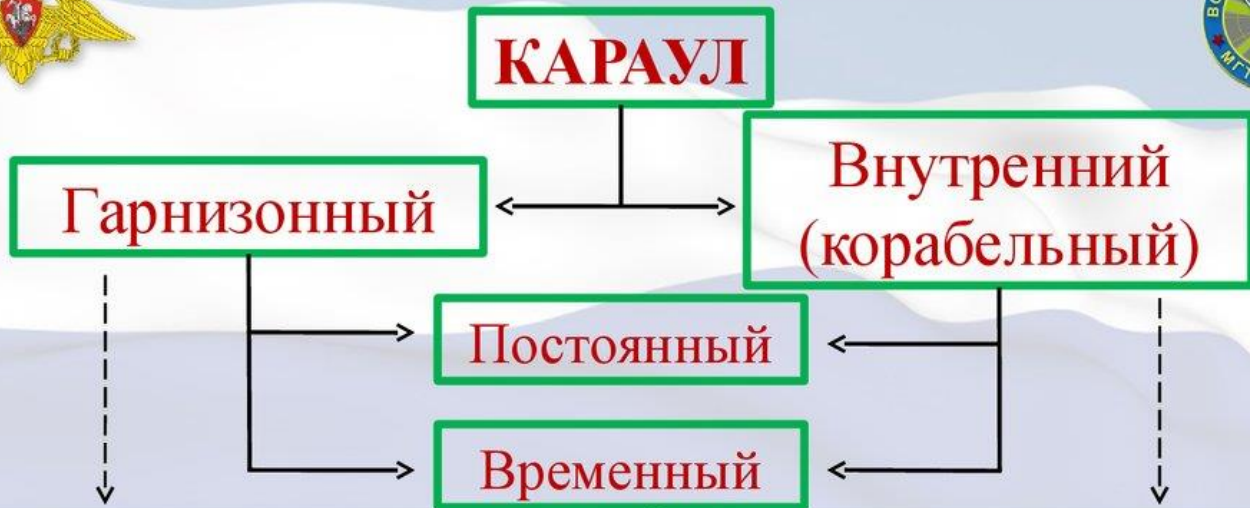 КАРАУЛ
Гарнизонный
Внутренний
(корабельный)
Постоянный
Временный